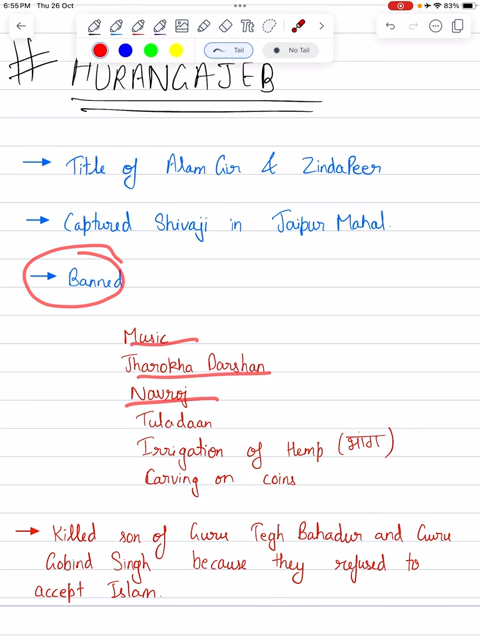 6:55 PM Thu 26 Oct
83%
Tail
No Tail
# AURANGAJEB
→ Title of Alam Gir & ZindaPeer
→ Captured Shivaji in Jaipur Mahal.
→ Banned
Music
Jharokha Darshan
Navroj
Tuladaan
Irrigation of Hemp (भांग)
Carving on coins
→ Killed son of Guru Tegh Bahadur and Guru
Gobind Singh because they refused to
accept Islam.